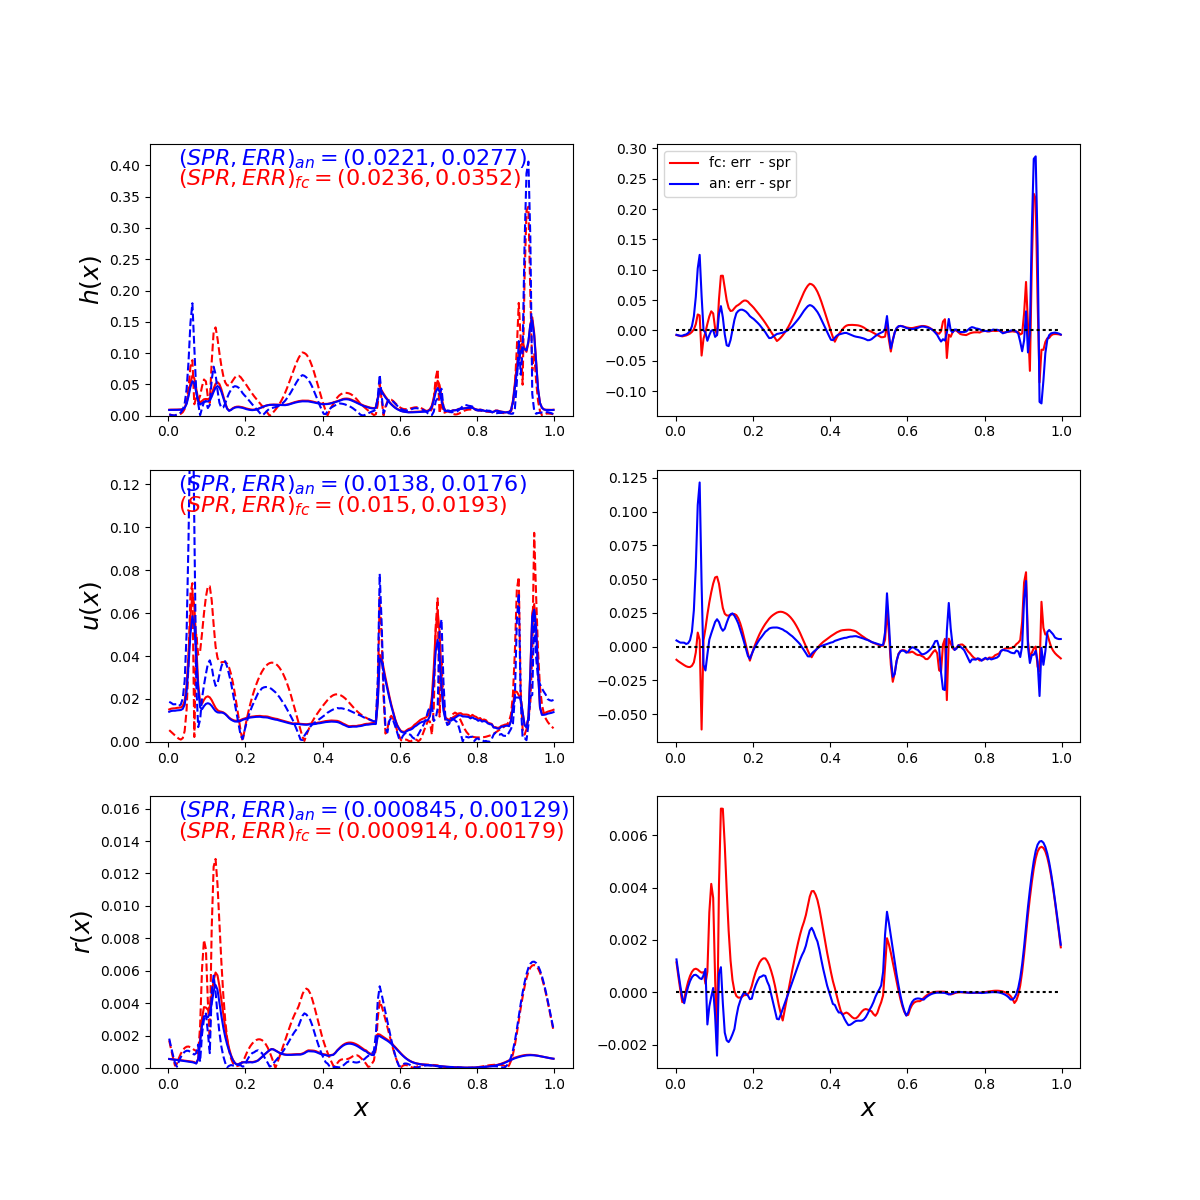 (SPR, ERR)an = (0.0221, 0.0277)
(SPR, ERR)fc = (0.0236, 0.0352)
h(x)
0.40
0.35
0.30
0.25
0.20
0.15
0.10
0.05
0.00
0.0 0.2 0.4 0.6 0.8 1.0
fc: err - spr
an: err - spr
0.30
0.25
0.20
0.15
0.10
0.05
0.00
−0.05
−0.10
0.0 0.2 0.4 0.6 0.8 1.0
(SPR, ERR)an = (0.0138, 0.0176)
(SPR, ERR)fc = (0.015, 0.0193)
u(x)
0.12
0.10
0.08
0.06
0.04
0.02
0.00
0.0 0.2 0.4 0.6 0.8 1.0
0.125
0.100
0.075
0.050
0.025
0.000
−0.025
−0.050
0.0 0.2 0.4 0.6 0.8 1.0
(SPR, ERR)an = (0.000845, 0.00129)
(SPR, ERR)fc = (0.000914, 0.00179)
r(x)
0.016
0.014
0.012
0.010
0.008
0.006
0.004
0.002
0.000
0.0 0.2 0.4 0.6 0.8 1.0
x
0.006
0.004
0.002
0.000
−0.002
0.0 0.2 0.4 0.6 0.8 1.0
x